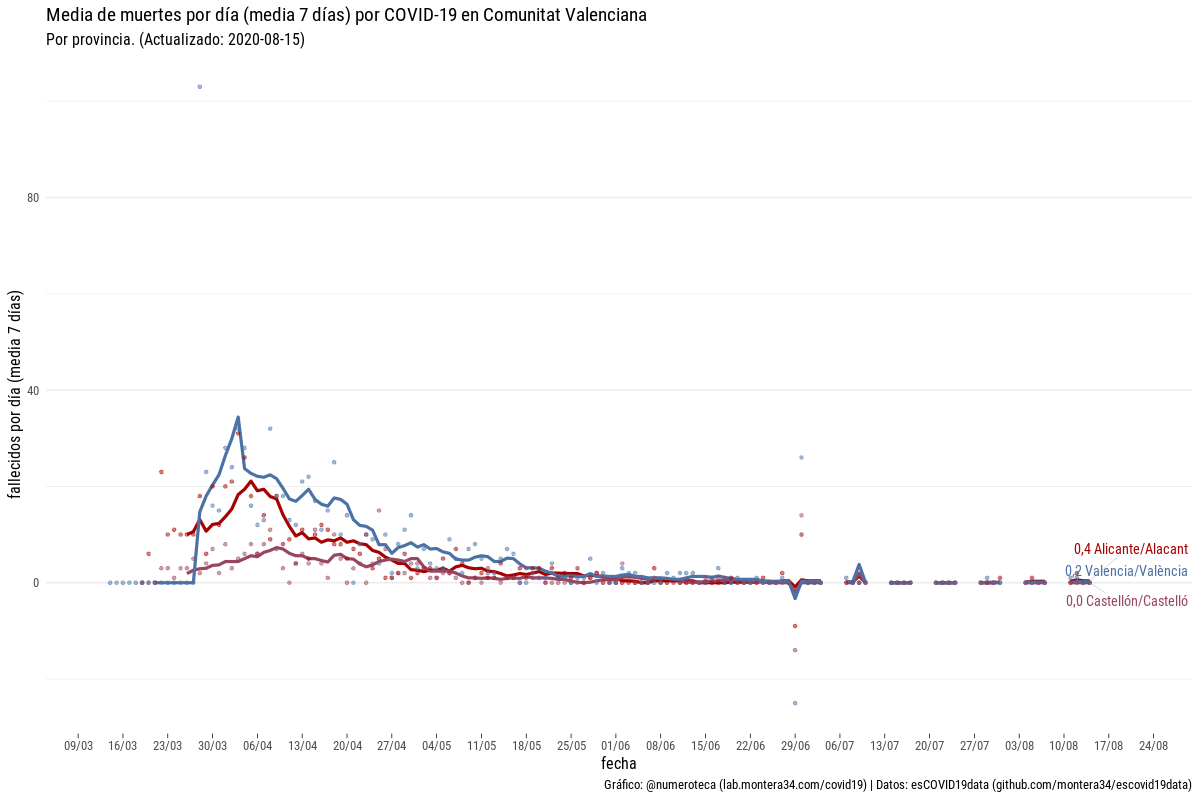 Media de muertes por día (media 7 días) por COVID-19 en Comunitat Valenciana
Por provincia. (Actualizado: 2020-08-15)
fallecidos por día (media 7 días)
80
40
0
0,4 Alicante/Alacant
0,2 Valencia/València
0,0 Castellón/Castelló
09/03 16/03 23/03 30/03 06/04 13/04 20/04 27/04 04/05 11/05 18/05 25/05 01/06 08/06 15/06 22/06 29/06 06/07 13/07 20/07 27/07 03/08 10/08 17/08 24/08
fecha
Gráfico: @numeroteca (lab.montera34.com/covid19) | Datos: esCOVID19data (github.com/montera34/escovid19data)